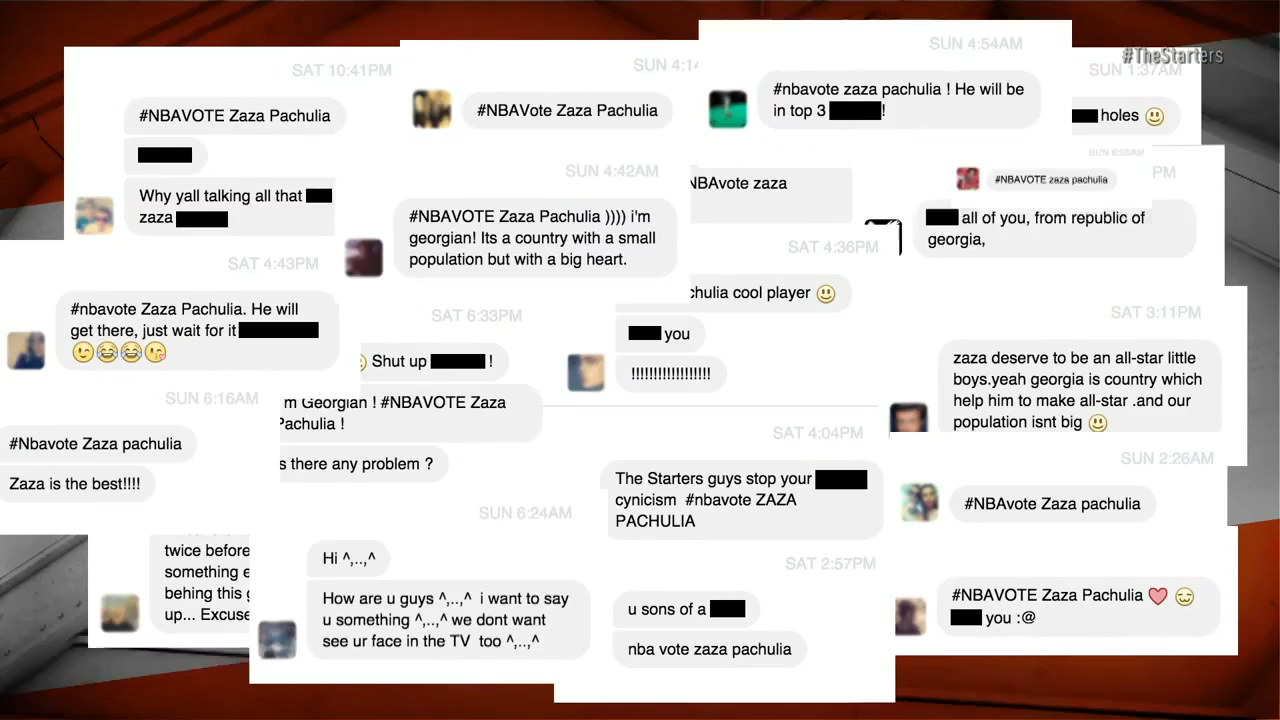 #TheStarters
SAT 10:41PM
#NBAVOTE Zaza Pachulia
Why yall talking all that
zaza
SUN 4:14
#NBAVote Zaza Pachulia
SUN 4:54AM
#nbavote zaza pachulia ! He will be
in top 3 !
SUN 1:37AM
holes 😃
SUN 4:42AM
#NBAVOTE Zaza Pachulia )))) i'm
georgian! Its a country with a small
population but with a big heart.
NBAvote zaza
PM
#NBAVOTE zaza pachulia
all of you, from republic of
georgia,
SAT 4:43PM
#nbavote Zaza Pachulia. He will
get there, just wait for it
😉😂😂😘
SAT 6:33PM
Shut up !
SAT 4:36PM
chulia cool player 😃
you
!!!!!!!!!!!!!!!!!!
SAT 3:11PM
zaza deserve to be an all-star little
boys.yeah georgia is country which
help him to make all-star .and our
population isnt big 😃
SUN 6:16AM
#Nbavote Zaza pachulia
Zaza is the best!!!!
m Georgian ! #NBAVOTE Zaza
Pachulia !
s there any problem ?
SAT 4:04PM
The Starters guys stop your
cynicism #nbavote ZAZA
PACHULIA
SUN 2:26AM
#NBAvote Zaza pachulia
twice before
something e
behing this g
up... Excuse
SUN 6:24AM
Hi ^,..,^
How are u guys ^,..,^ i want to say
u something ^,..,^ we dont want
see ur face in the TV too ^,..,^
SAT 2:57PM
u sons of a
nba vote zaza pachulia
#NBAVOTE Zaza Pachulia ❤ 😏
you :@